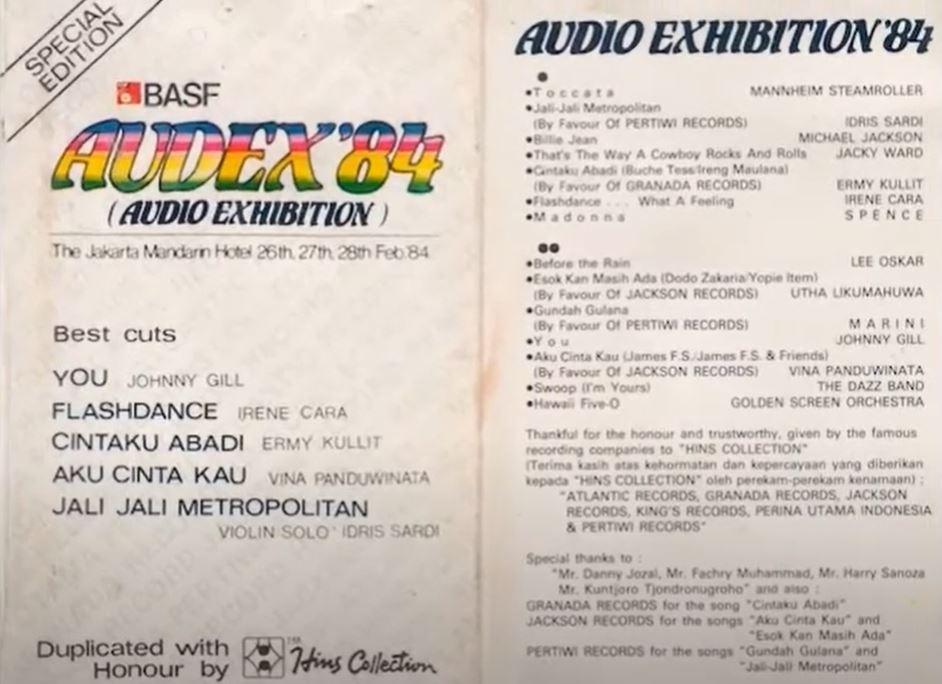 SPECIAL
EDITION
BASF
AUDEX'84
(AUDIO EXHIBITION)
The Jakarta Mandarin Hotel 26th, 27th, 28th Feb.'84
Best cuts
YOU JOHNNY GILL
FLASHDANCE IRENE CARA
CINTAKU ABADI ERMY KULLIT
AKU CINTA KAU VINA PANDUWINATA
JALI JALI METROPOLITAN
VIOLIN SOLO : IDRIS SARDI
Duplicated with
Honour by Hins Collection
AUDIO EXHIBITION'84
•Toccata MANNHEIM STEAMROLLER
•Jali-Jali Metropolitan
(By Favour Of PERTIWI RECORDS) IDRIS SARDI
•Billie Jean MICHAEL JACKSON
•That's The Way A Cowboy Rocks And Rolls JACKY WARD
•Cintaku Abadi (Buche Tess/Ireng Maulana)
(By Favour Of GRANADA RECORDS) ERMY KULLIT
•Flashdance . . . What A Feeling IRENE CARA
•Madonna SPENCE
•Before the Rain LEE OSKAR
•Esok Kan Masih Ada (Dodo Zakaria/Yopie Item)
(By Favour Of JACKSON RECORDS) UTHA LIKUMAHUWA
•Gundah Gulana
(By Favour Of PERTIWI RECORDS) MARINI
•You JOHNNY GILL
•Aku Cinta Kau (James F.S./James F.S. & Friends)
(By Favour Of JACKSON RECORDS) VINA PANDUWINATA
•Swoop (I'm Yours) THE DAZZ BAND
•Hawaii Five-O GOLDEN SCREEN ORCHESTRA
Thankful for the honour and trustworthy, given by the famous
recording companies to "HINS COLLECTION"
(Terima kasih atas kehormatan dan kepercayaan yang diberikan
kepada "HINS COLLECTION" oleh perekam-perekam kenamaan) :
"ATLANTIC RECORDS, GRANADA RECORDS, JACKSON
RECORDS, KING'S RECORDS, PERINA UTAMA INDONESIA
& PERTIWI RECORDS"
Special thanks to :
"Mr. Danny Jozal, Mr. Fachry Muhammad, Mr. Harry Sanoza
Mr. Kuntjoro Tjondronugroho" and also :
GRANADA RECORDS for the song "Cintaku Abadi"
JACKSON RECORDS for the songs "Aku Cinta Kau" and
"Esok Kan Masih Ada"
PERTIWI RECORDS for the songs "Gundah Gulana" and
"Jali-Jali Metropolitan"